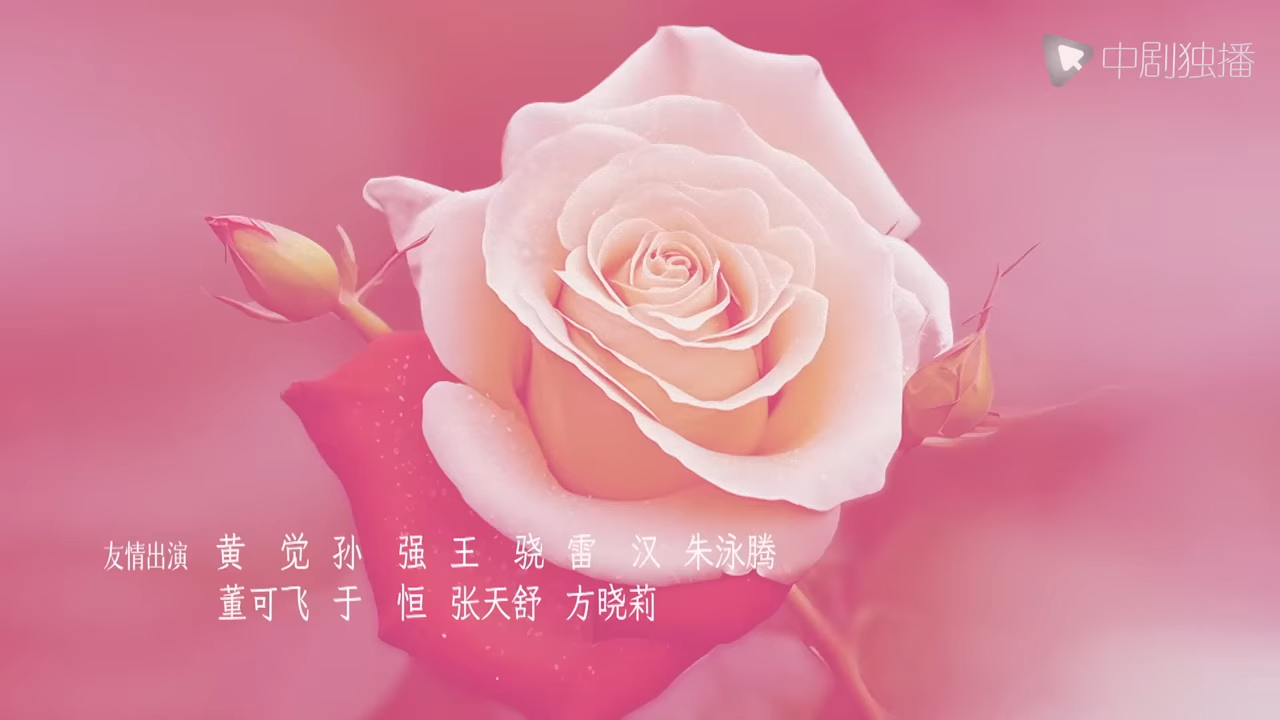 中剧独播
友情出演 黄 觉 孙 强 王 骁 雷 汉 朱泳腾
董可飞 于 恒 张天舒 方晓莉